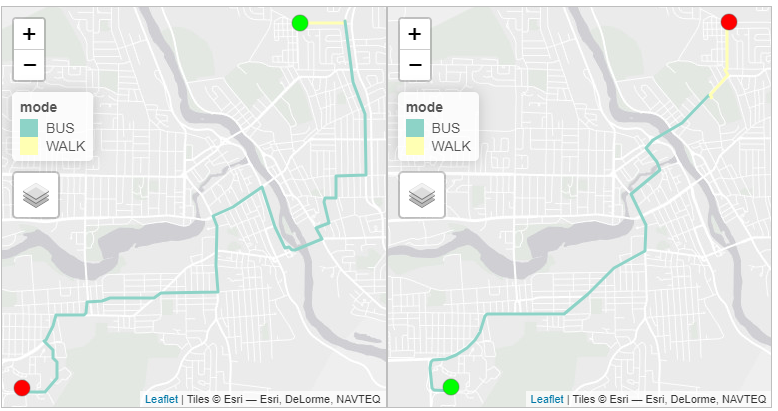 +
−
mode
BUS
WALK
Leaflet | Tiles © Esri — Esri, DeLorme, NAVTEQ
+
−
mode
BUS
WALK
Leaflet | Tiles © Esri — Esri, DeLorme, NAVTEQ